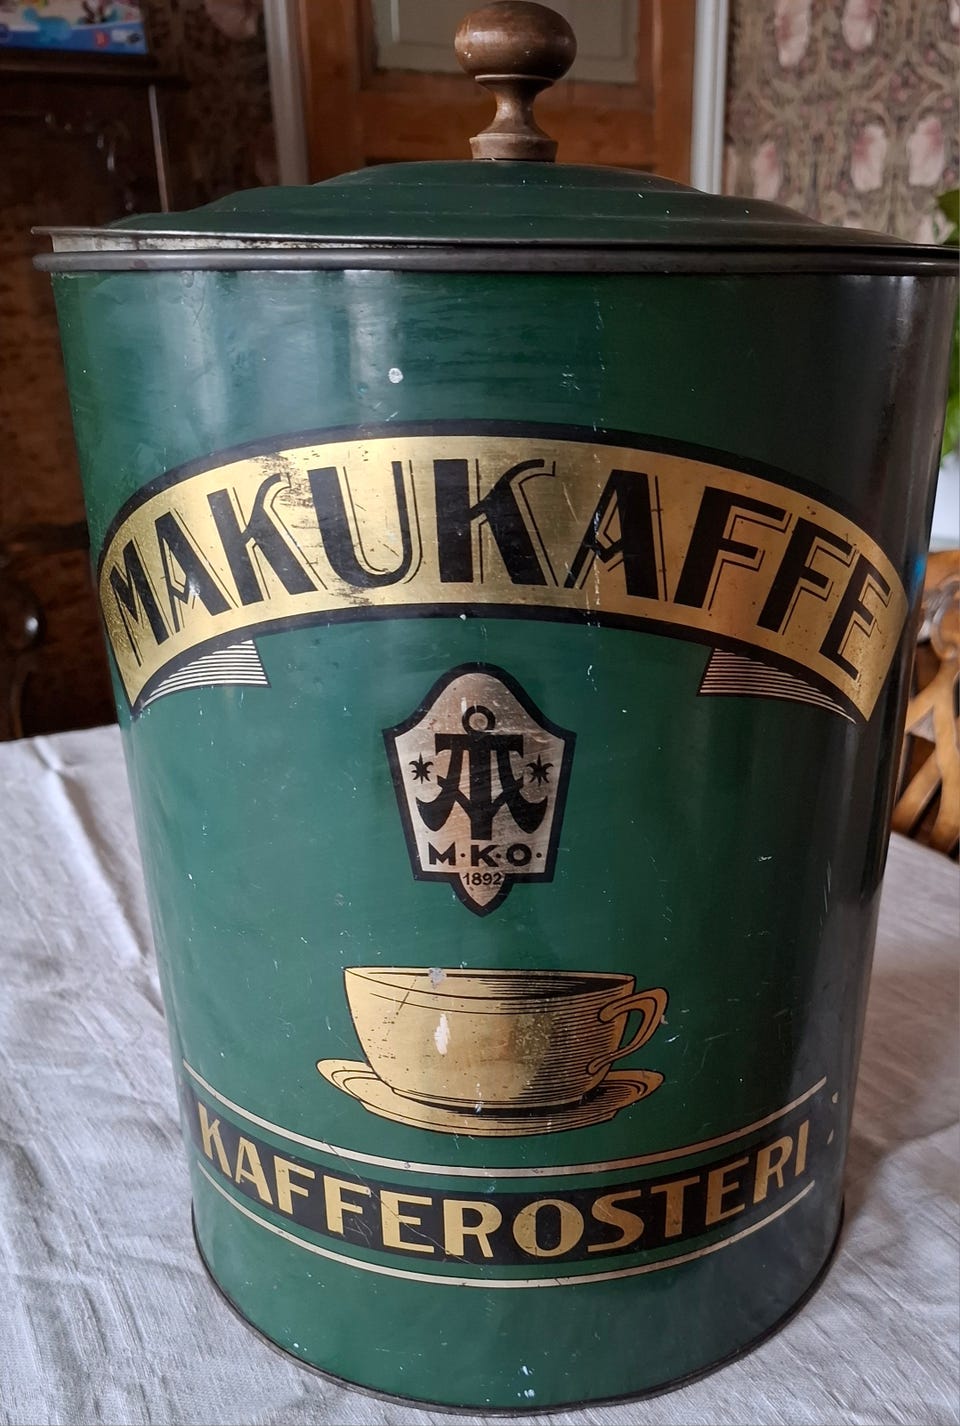 MAKUKAFFE
M·K·O·
1892
KAFFEROSTERI